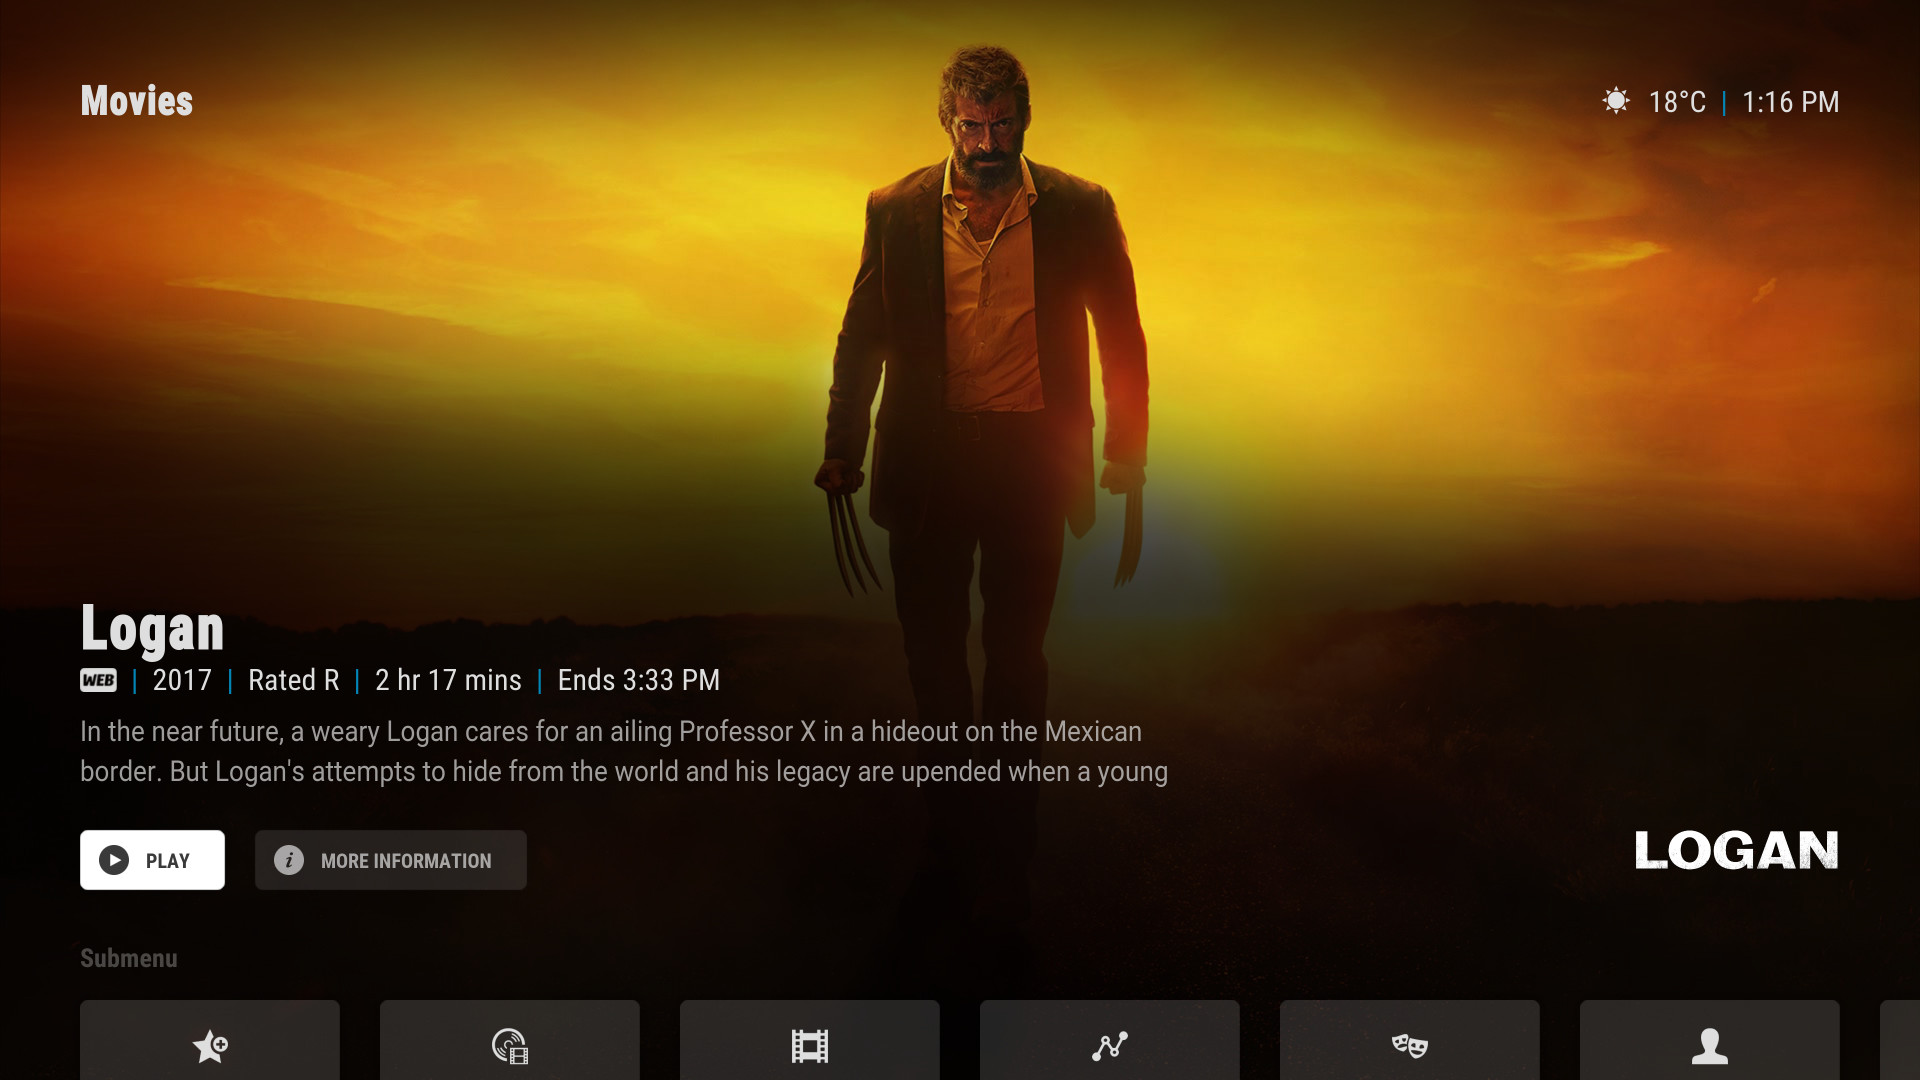 Movies
18°C | 1:16 PM
Logan
WEB | 2017 | Rated R | 2 hr 17 mins | Ends 3:33 PM
In the near future, a weary Logan cares for an ailing Professor X in a hideout on the Mexican
border. But Logan's attempts to hide from the world and his legacy are upended when a young
PLAY
i MORE INFORMATION
LOGAN
Submenu